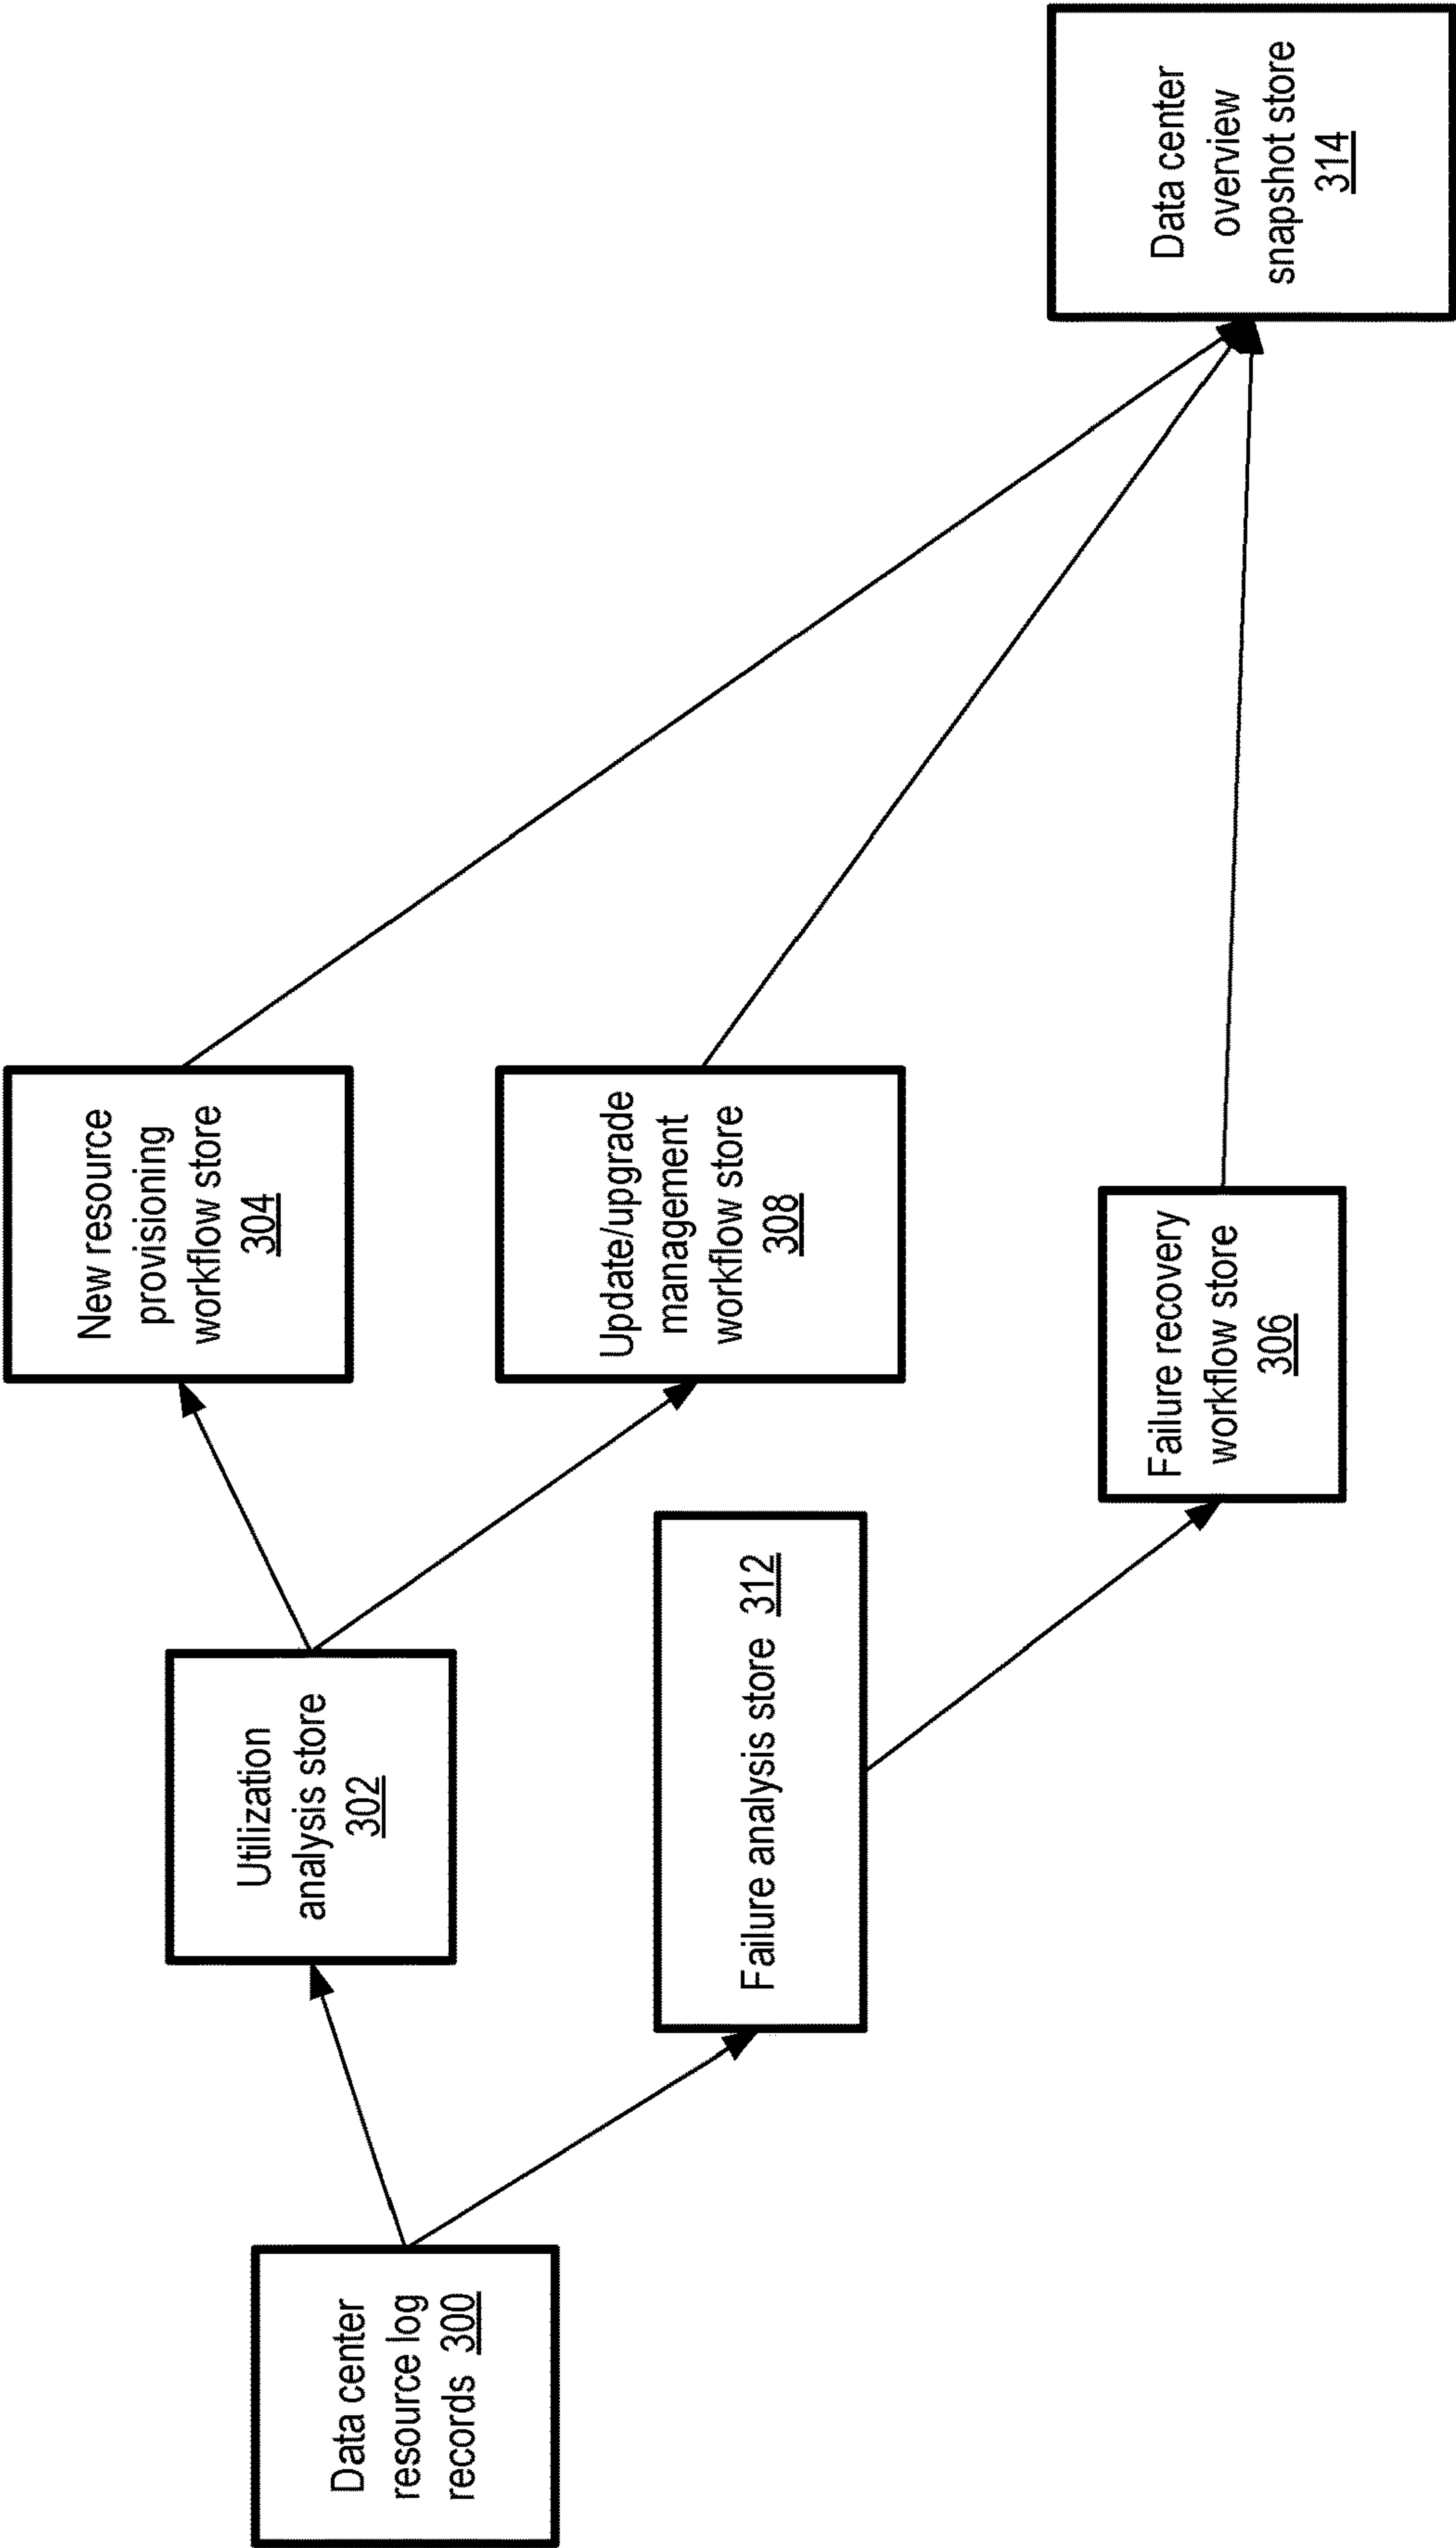 Data center
resource log
records 300
Utilization
analysis store
302
Failure analysis store 312
New resource
provisioning
workflow store
304
Update/upgrade
management
workflow store
308
Failure recovery
workflow store
306
Data center
overview
snapshot store
314